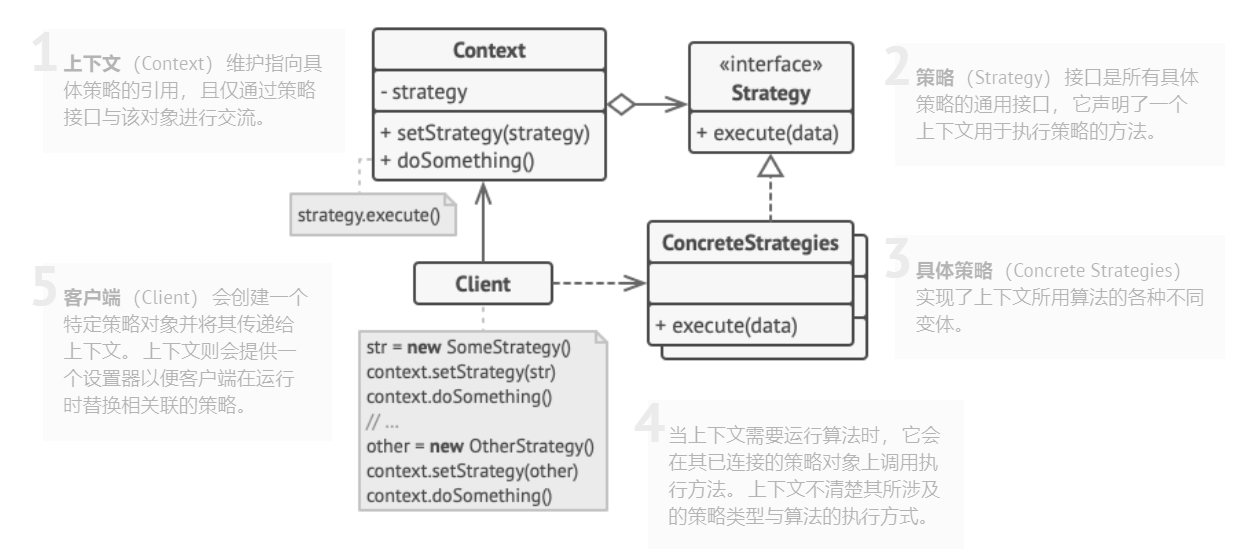 1
上下文 （Context） 维护指向具
体策略的引用， 且仅通过策略
接口与该对象进行交流。
Context
- strategy
+ setStrategy(strategy)
+ doSomething()
strategy.execute()
«interface»
Strategy
+ execute(data)
2
策略 （Strategy） 接口是所有具体
策略的通用接口， 它声明了一个
上下文用于执行策略的方法。
ConcreteStrategies
+ execute(data)
3
具体策略 （Concrete Strategies）
实现了上下文所用算法的各种不同
变体。
4
当上下文需要运行算法时， 它会
在其已连接的策略对象上调用执
行方法。 上下文不清楚其所涉及
的策略类型与算法的执行方式。
5
客户端 （Client） 会创建一个
特定策略对象并将其传递给
上下文。 上下文则会提供一
个设置器以便客户端在运行
时替换相关联的策略。
Client
str = new SomeStrategy()
context.setStrategy(str)
context.doSomething()
// ...
other = new OtherStrategy()
context.setStrategy(other)
context.doSomething()